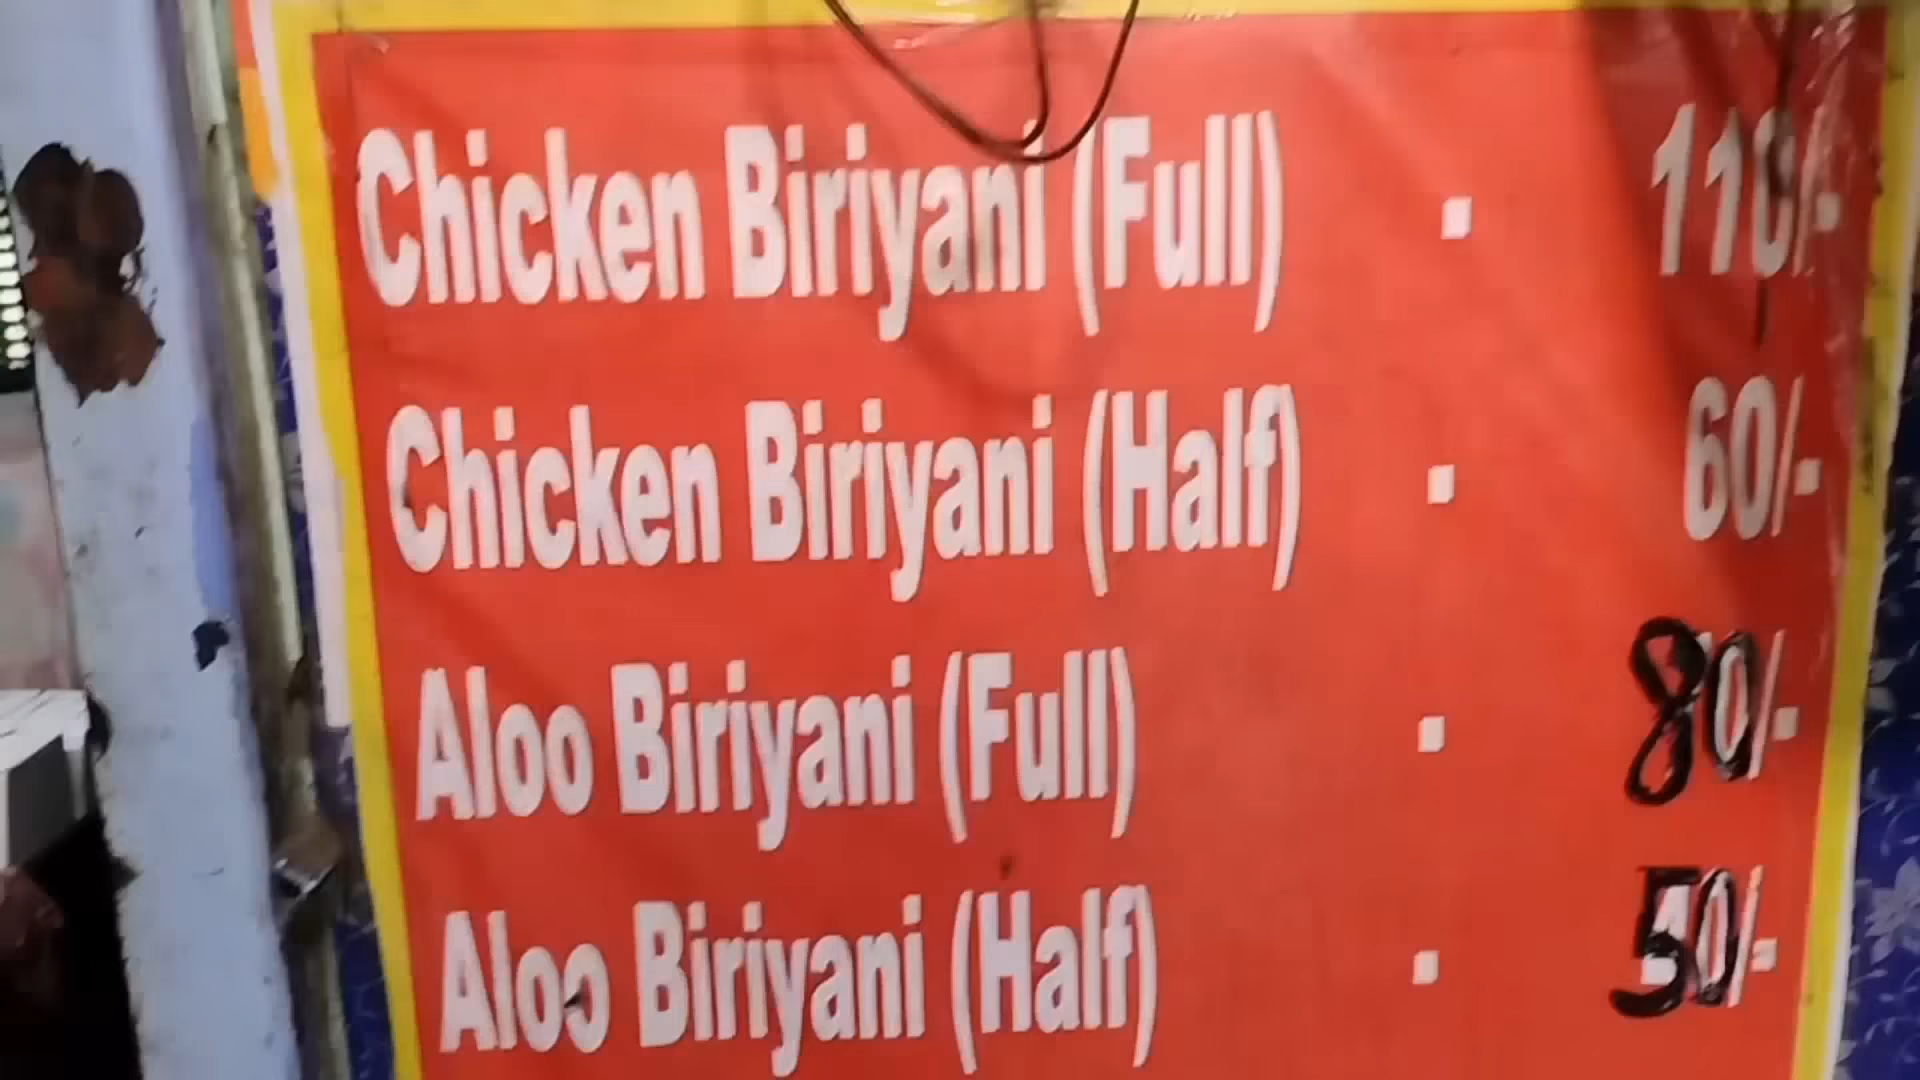 Chicken Biriyani (Full) - 110/-
Chicken Biriyani (Half) - 60/-
Aloo Biriyani (Full) - 80/-
Aloo Biriyani (Half) - 50/-